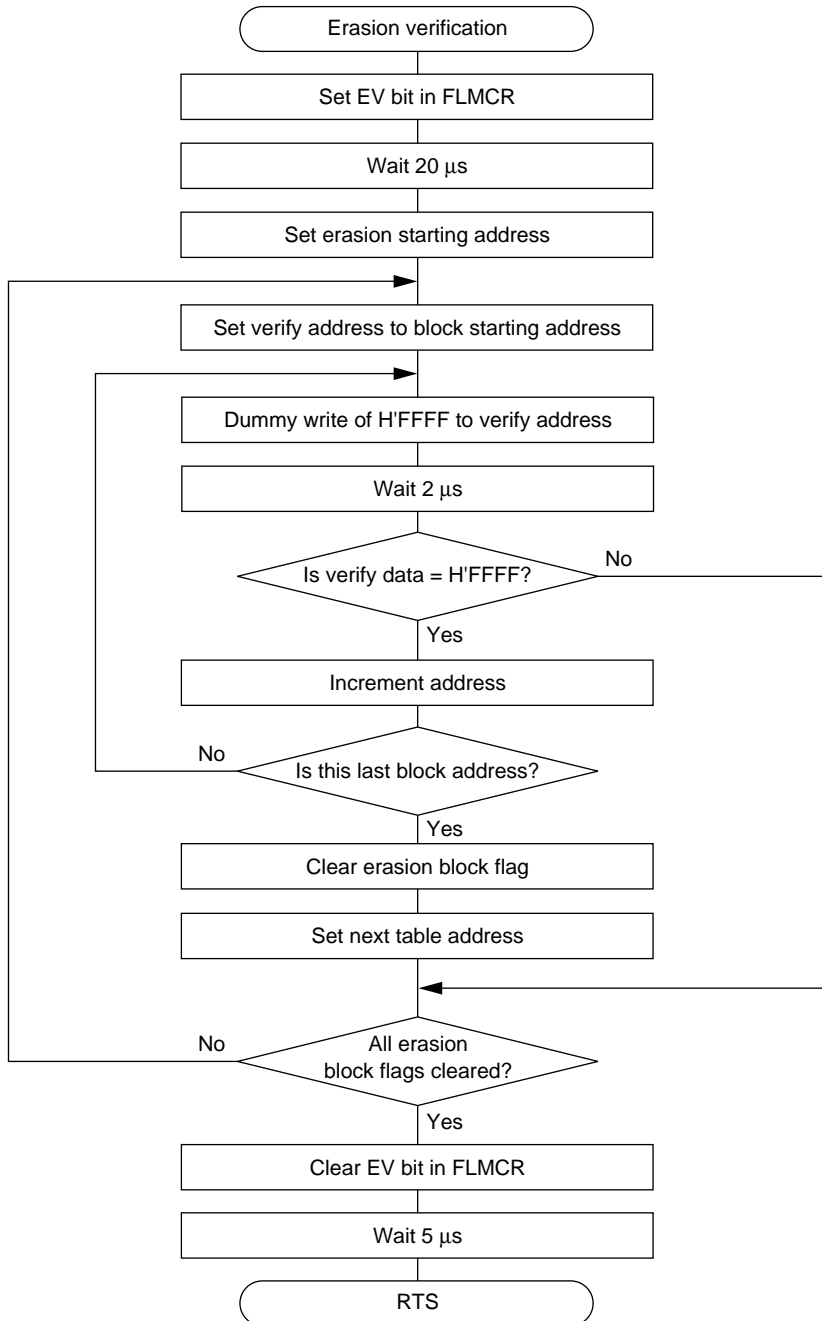 Erasion verification
Set EV bit in FLMCR
Wait 20 μs
Set erasion starting address
Set verify address to block starting address
Dummy write of H'FFFF to verify address
Wait 2 μs
Is verify data = H'FFFF?
No
Yes
Increment address
No
Is this last block address?
Yes
Clear erasion block flag
Set next table address
No
All erasion
block flags cleared?
Yes
Clear EV bit in FLMCR
Wait 5 μs
RTS